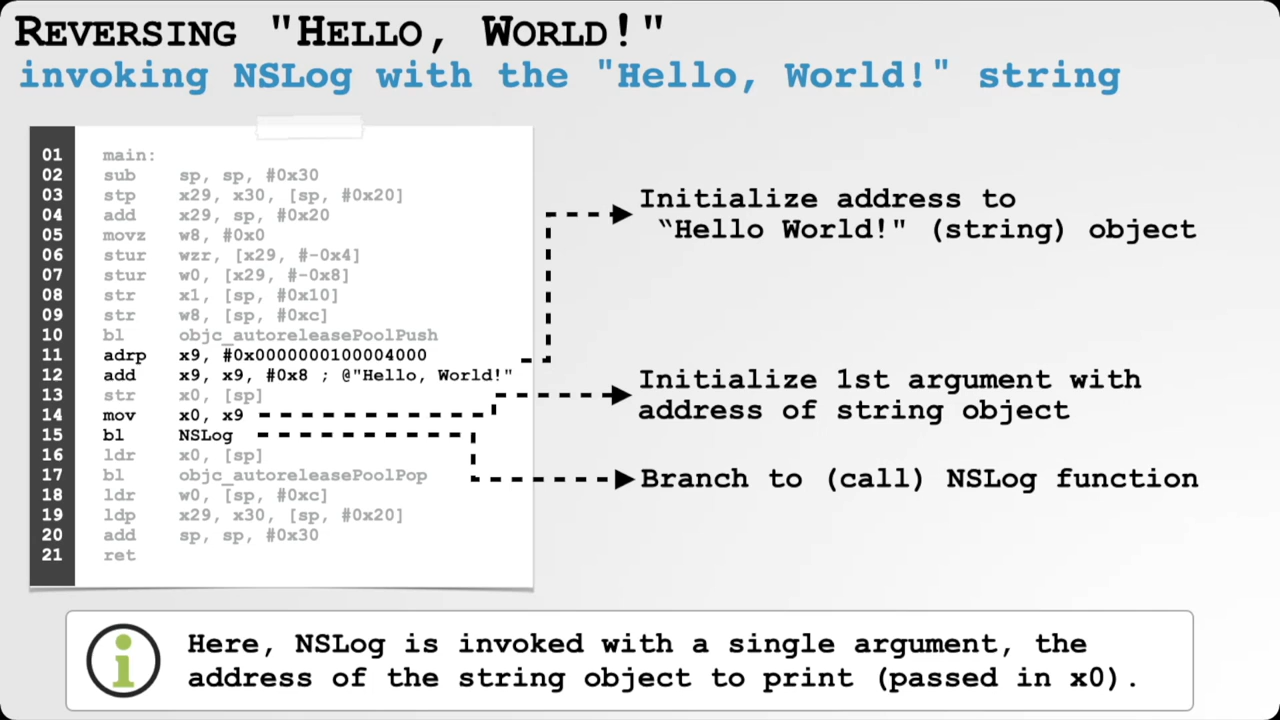 REVERSING "HELLO, WORLD!"
invoking NSLog with the "Hello, World!" string
01 main:
02 sub sp, sp, #0x30
03 stp x29, x30, [sp, #0x20]
04 add x29, sp, #0x20
05 movz w8, #0x0
06 stur wzr, [x29, #-0x4]
07 stur w0, [x29, #-0x8]
08 str x1, [sp, #0x10]
09 str w8, [sp, #0xc]
10 bl objc_autoreleasePoolPush
11 adrp x9, #0x0000000100004000
12 add x9, x9, #0x8 ; @"Hello, World!"
13 str x0, [sp]
14 mov x0, x9
15 bl NSLog
16 ldr x0, [sp]
17 bl objc_autoreleasePoolPop
18 ldr w0, [sp, #0xc]
19 ldp x29, x30, [sp, #0x20]
20 add sp, sp, #0x30
21 ret
Initialize address to
“Hello World!" (string) object
Initialize 1st argument with
address of string object
Branch to (call) NSLog function
Here, NSLog is invoked with a single argument, the
address of the string object to print (passed in x0).